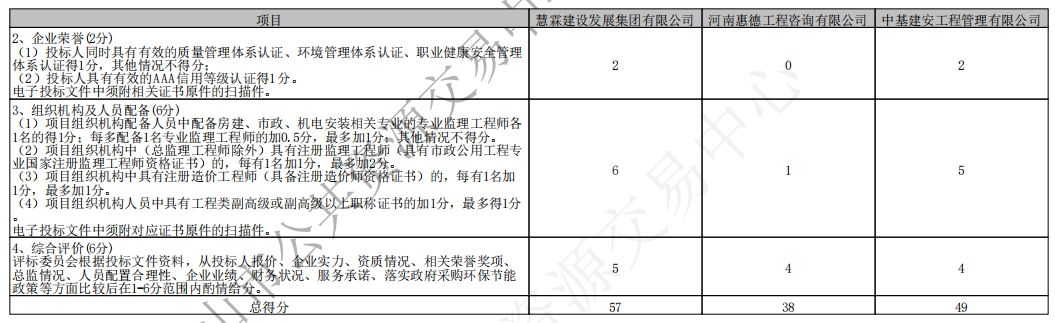 项目 慧霖建设发展集团有限公司 河南惠德工程咨询有限公司 中基建安工程管理有限公司
2、企业荣誉(2分)
（1）投标人同时具有有效的质量管理体系认证、环境管理体系认证、职业健康安全管理
体系认证得1分，其他情况不得分；
（2）投标人具有有效的AAA信用等级认证得1分。
电子投标文件中须附相关证书原件的扫描件。
2 0 2
3、组织机构及人员配备(6分)
（1）项目组织机构配备人员中配备房建、市政、机电安装相关专业的专业监理工程师各
1名的得1分；每多配备1名专业监理工程师的加0.5分，最多加1分；其他情况不得分。
（2）项目组织机构中（总监理工程师除外）具有注册监理工程师（具有市政公用工程专
业国家注册监理工程师资格证书）的，每有1名加1分，最多加2分。
（3）项目组织机构中具有注册造价工程师（具备注册造价师资格证书）的，每有1名加
1分，最多加1分。
（4）项目组织机构人员中具有工程类副高级或副高级以上职称证书的加1分，最多得1分
。
电子投标文件中须附对应证书原件的扫描件。
6 1 5
4、综合评价(6分)
评标委员会根据投标文件资料，从投标人报价、企业实力、资质情况、相关荣誉奖项、
总监情况、人员配置合理性、企业业绩、财务状况、服务承诺、落实政府采购环保节能
政策等方面比较后在1-6分范围内酌情给分。
5 4 4
总得分 57 38 49
山市公共资源交易中
资源交易中心